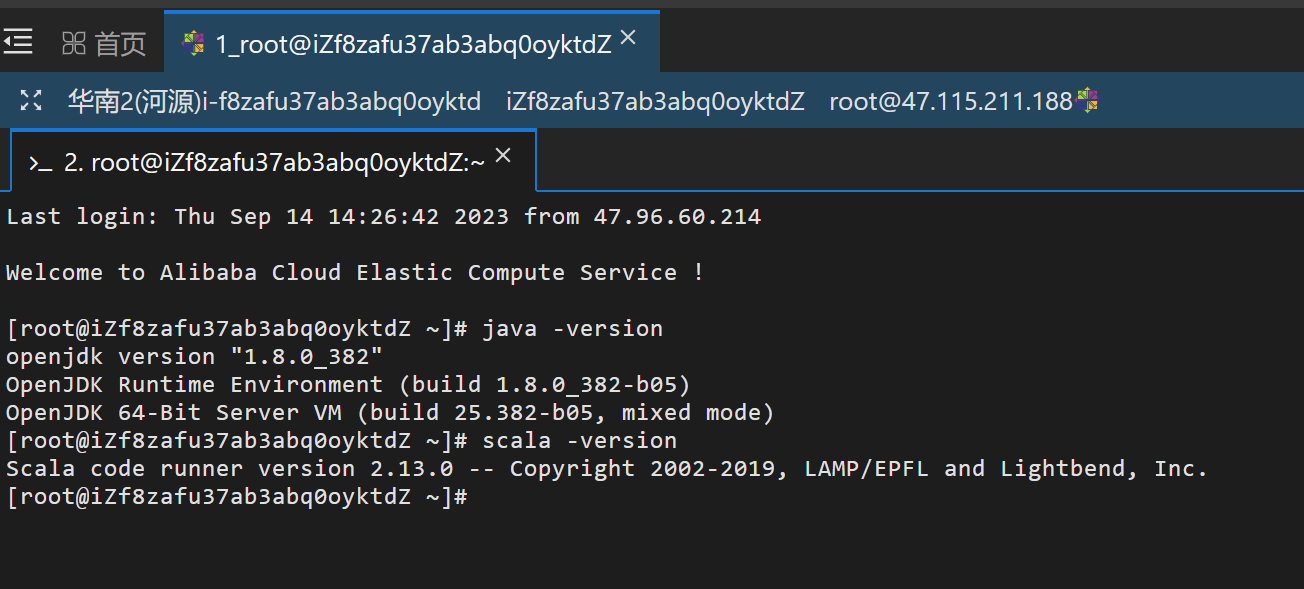 首页
1_root@iZf8zafu37ab3abq0oyktdZ
华南2(河源)i-f8zafu37ab3abq0oyktd iZf8zafu37ab3abq0oyktdZ root@47.115.211.188
>_ 2. root@iZf8zafu37ab3abq0oyktdZ:~
Last login: Thu Sep 14 14:26:42 2023 from 47.96.60.214
Welcome to Alibaba Cloud Elastic Compute Service !
[root@iZf8zafu37ab3abq0oyktdZ ~]# java -version
openjdk version "1.8.0_382"
OpenJDK Runtime Environment (build 1.8.0_382-b05)
OpenJDK 64-Bit Server VM (build 25.382-b05, mixed mode)
[root@iZf8zafu37ab3abq0oyktdZ ~]# scala -version
Scala code runner version 2.13.0 -- Copyright 2002-2019, LAMP/EPFL and Lightbend, Inc.
[root@iZf8zafu37ab3abq0oyktdZ ~]#